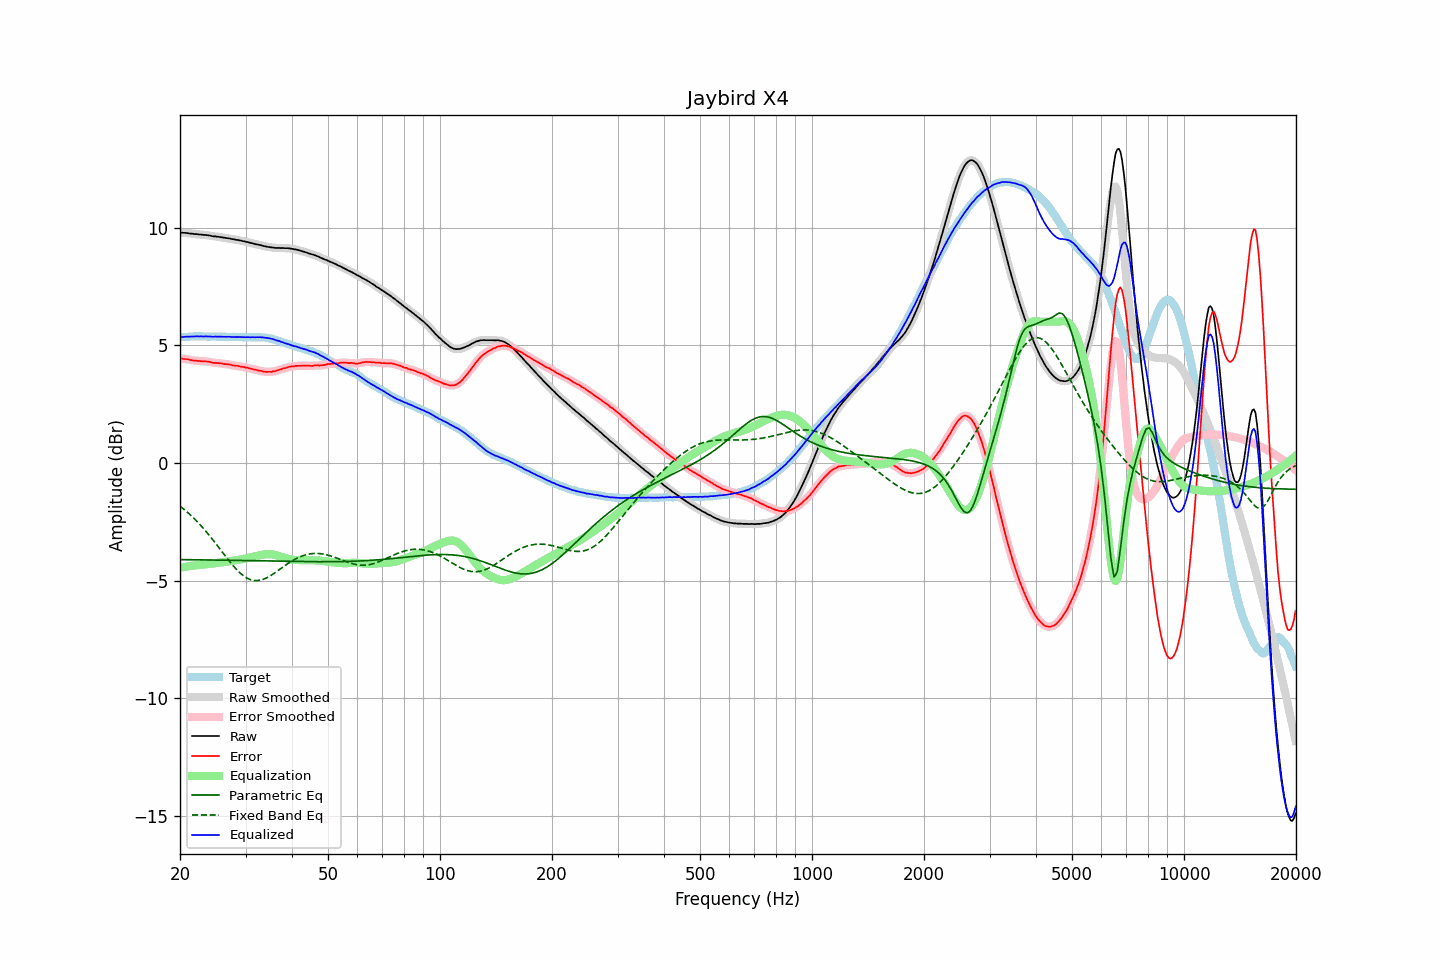 Jaybird X4
Amplitude (dBr)
10
5
0
−5
−10
−15
Target
Raw Smoothed
Error Smoothed
Raw
Error
Equalization
Parametric Eq
Fixed Band Eq
Equalized
20 50 100 200 500 1000 2000 5000 10000 20000
Frequency (Hz)